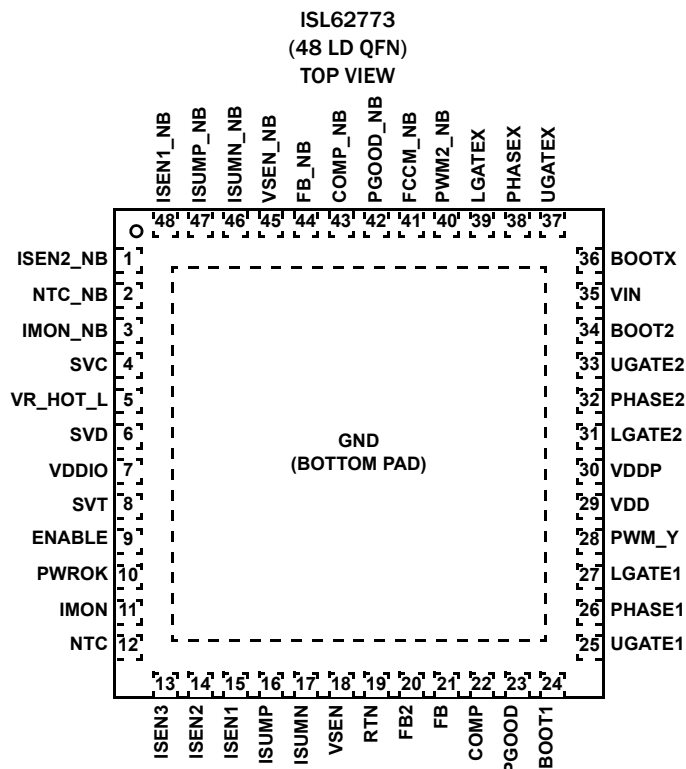 ISL62773
(48 LD QFN)
TOP VIEW
ISEN1_NB
ISUMP_NB
ISUMN_NB
VSEN_NB
FB_NB
COMP_NB
PGOOD_NB
FCCM_NB
PWM2_NB
LGATEX
PHASEX
UGATEX
48 47 46 45 44 43 42 41 40 39 38 37
ISEN2_NB 1
NTC_NB 2
IMON_NB 3
SVC 4
VR_HOT_L 5
SVD 6
VDDIO 7
SVT 8
ENABLE 9
PWROK 10
IMON 11
NTC 12
GND
(BOTTOM PAD)
36 BOOTX
35 VIN
34 BOOT2
33 UGATE2
32 PHASE2
31 LGATE2
30 VDDP
29 VDD
28 PWM_Y
27 LGATE1
26 PHASE1
25 UGATE1
13 14 15 16 17 18 19 20 21 22 23 24
ISEN3
ISEN2
ISEN1
ISUMP
ISUMN
VSEN
RTN
FB2
FB
COMP
PGOOD
BOOT1